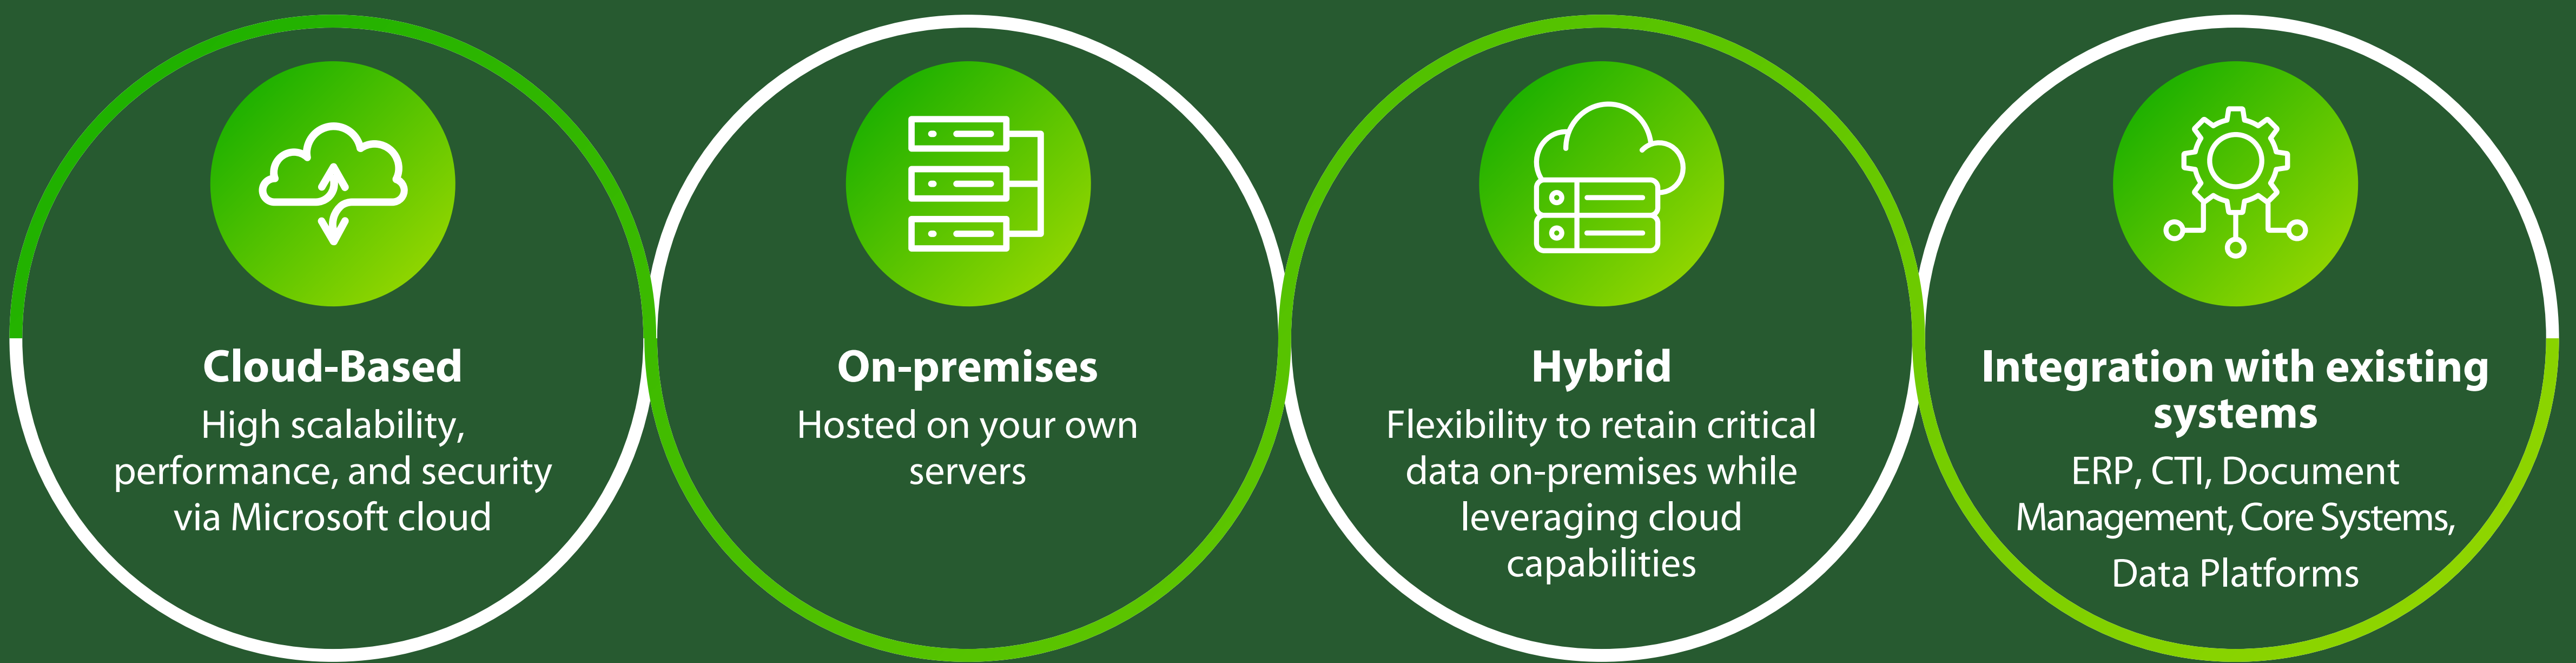 Cloud-Based
High scalability,
performance, and security
via Microsoft cloud
On-premises
Hosted on your own
servers
Hybrid
Flexibility to retain critical
data on-premises while
leveraging cloud
capabilities
Integration with existing
systems
ERP, CTI, Document
Management, Core Systems,
Data Platforms